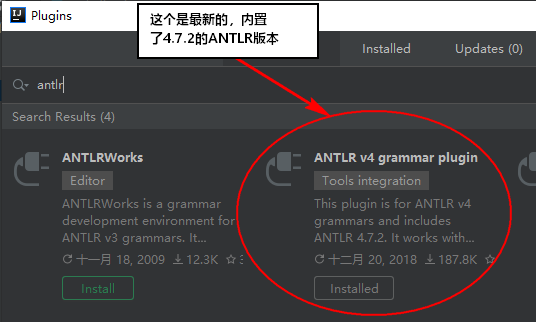 Plugins
这个是最新的，内置
了4.7.2的ANTLR版本
Installed
Updates (0)
antlr
Search Results (4)
ANTLRWorks
Editor
ANTLRWorks is a grammar
development environment for
ANTLR v3 grammars. It...
十一月 18, 2009
12.3K
3
Install
ANTLR v4 grammar plugin
Tools integration
This plugin is for ANTLR v4
grammars and includes
ANTLR 4.7.2. It works with...
十二月 20, 2018
187.8K
Installed